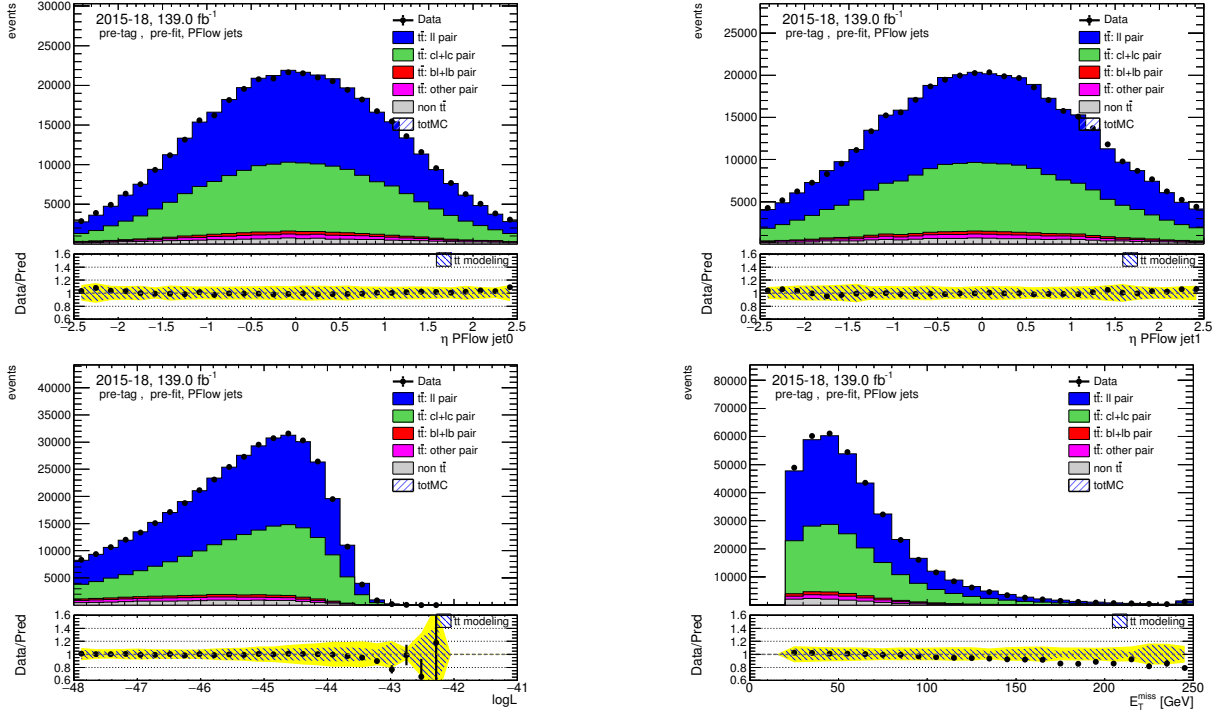 events
30000
25000
20000
15000
10000
5000
2015-18, 139.0 fb-1
pre-tag , pre-fit, PFlow jets
Data
tt̄: ll pair
tt̄: cl+lc pair
tt̄: bl+lb pair
tt̄: other pair
non tt̄
totMC
Data/Pred
1.6
1.4
1.2
1
0.8
0.6
tt modeling
−2.5 −2 −1.5 −1 −0.5 0 0.5 1 1.5 2 2.5
η PFlow jet0
events
25000
20000
15000
10000
5000
2015-18, 139.0 fb-1
pre-tag , pre-fit, PFlow jets
Data
tt̄: ll pair
tt̄: cl+lc pair
tt̄: bl+lb pair
tt̄: other pair
non tt̄
totMC
Data/Pred
1.6
1.4
1.2
1
0.8
0.6
tt modeling
−2.5 −2 −1.5 −1 −0.5 0 0.5 1 1.5 2 2.5
η PFlow jet1
events
40000
35000
30000
25000
20000
15000
10000
5000
2015-18, 139.0 fb-1
pre-tag , pre-fit, PFlow jets
Data
tt̄: ll pair
tt̄: cl+lc pair
tt̄: bl+lb pair
tt̄: other pair
non tt̄
totMC
Data/Pred
1.6
1.4
1.2
1
0.8
0.6
tt modeling
−48 −47 −46 −45 −44 −43 −42 −41
logL
events
80000
70000
60000
50000
40000
30000
20000
10000
2015-18, 139.0 fb-1
pre-tag , pre-fit, PFlow jets
Data
tt̄: ll pair
tt̄: cl+lc pair
tt̄: bl+lb pair
tt̄: other pair
non tt̄
totMC
Data/Pred
1.6
1.4
1.2
1
0.8
0.6
tt modeling
0 50 100 150 200 250
E_T^miss [GeV]